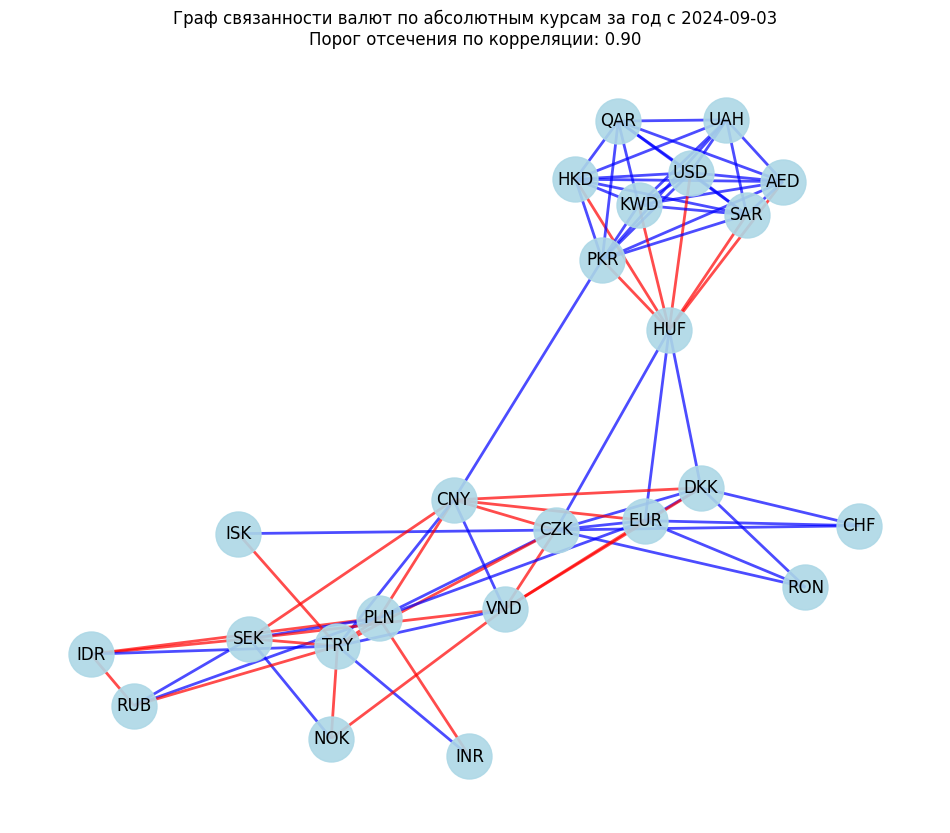 Граф связанности валют по абсолютным курсам за год с 2024-09-03
Порог отсечения по корреляции: 0.90
QAR
UAH
HKD
USD
AED
KWD
SAR
PKR
HUF
CNY
DKK
ISK
CZK
EUR
CHF
RON
VND
PLN
SEK
TRY
IDR
RUB
NOK
INR